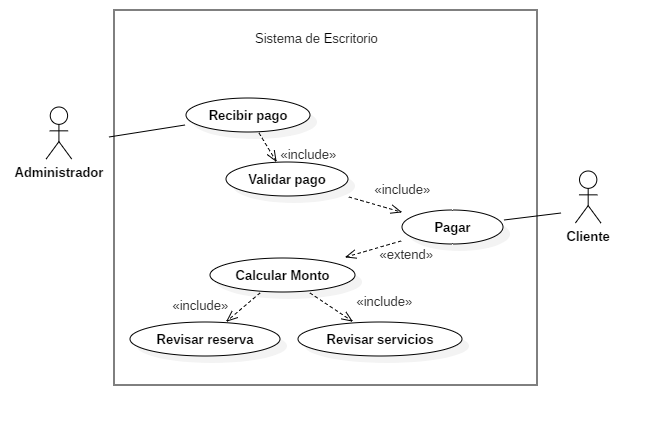 Sistema de Escritorio
Recibir pago
Administrador
«include»
Validar pago
«include»
Pagar
Cliente
«extend»
Calcular Monto
«include»
«include»
Revisar reserva
Revisar servicios